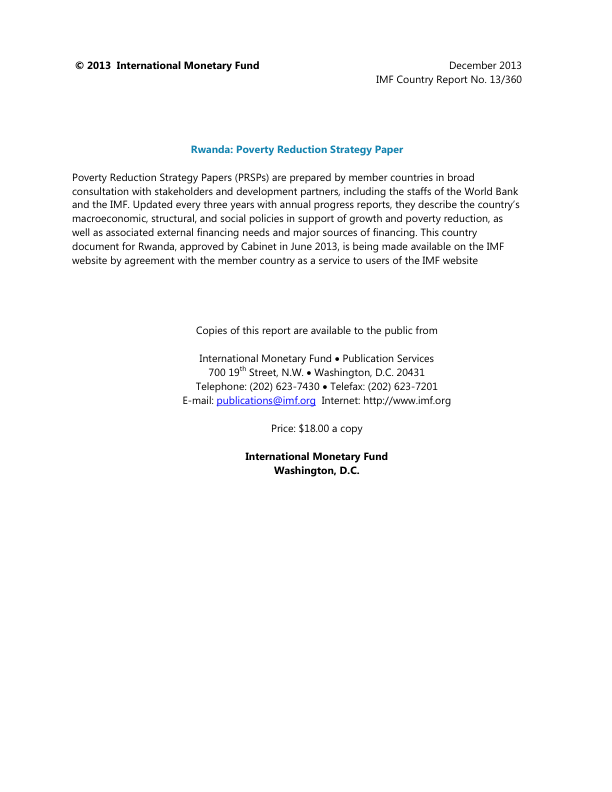 © 2013 International Monetary Fund
December 2013
IMF Country Report No. 13/360
Rwanda: Poverty Reduction Strategy Paper
Poverty Reduction Strategy Papers (PRSPs) are prepared by member countries in broad
consultation with stakeholders and development partners, including the staffs of the World Bank
and the IMF. Updated every three years with annual progress reports, they describe the country’s
macroeconomic, structural, and social policies in support of growth and poverty reduction, as
well as associated external financing needs and major sources of financing. This country
document for Rwanda, approved by Cabinet in June 2013, is being made available on the IMF
website by agreement with the member country as a service to users of the IMF website
Copies of this report are available to the public from
International Monetary Fund • Publication Services
700 19th Street, N.W. • Washington, D.C. 20431
Telephone: (202) 623-7430 • Telefax: (202) 623-7201
E-mail: publications@imf.org Internet: http://www.imf.org
Price: $18.00 a copy
International Monetary Fund
Washington, D.C.